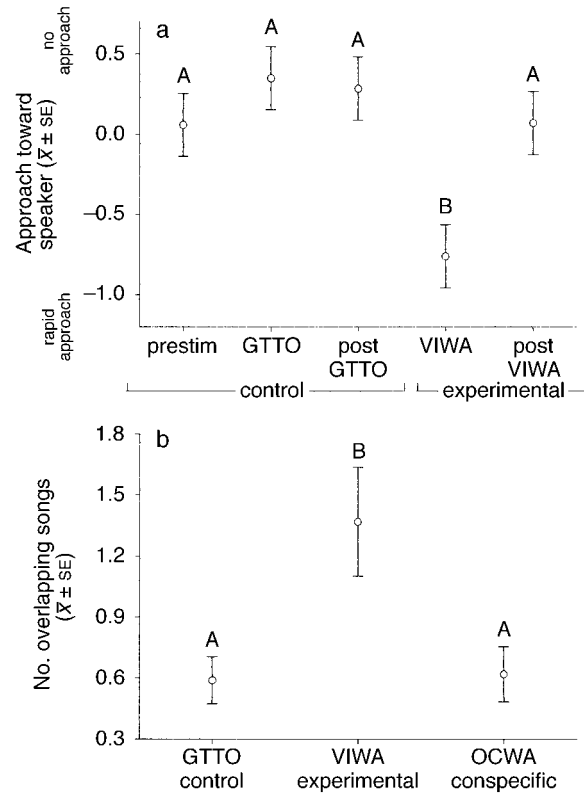 a
no approach
Approach toward speaker (X̅ ± SE)
rapid approach
0.5
0.0
−0.5
−1.0
A
A
A
B
A
prestim
GTTO
post GTTO
VIWA
post VIWA
control
experimental
b
No. overlapping songs (X̅ ± SE)
1.8
1.5
1.2
0.9
0.6
0.3
A
B
A
GTTO control
VIWA experimental
OCWA conspecific